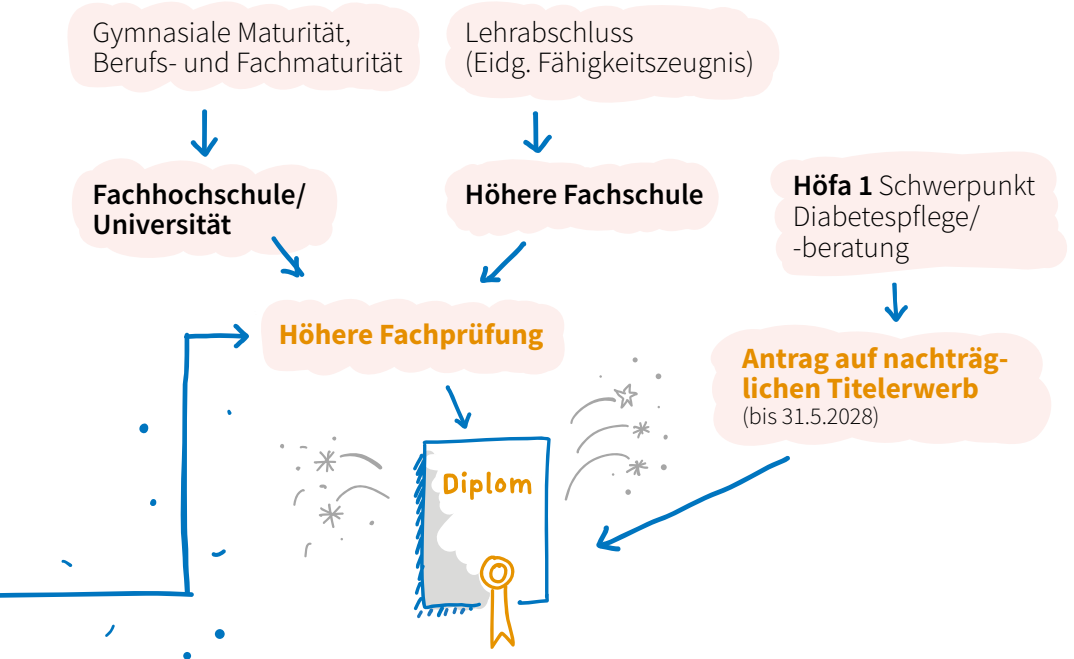 Gymnasiale Maturität,
Berufs- und Fachmaturität
Lehrabschluss
(Eidg. Fähigkeitszeugnis)
Fachhochschule/
Universität
Höhere Fachschule
Höfa 1 Schwerpunkt
Diabetespflege/
-beratung
Höhere Fachprüfung
Antrag auf nachträg-
lichen Titelerwerb
(bis 31.5.2028)
Diplom